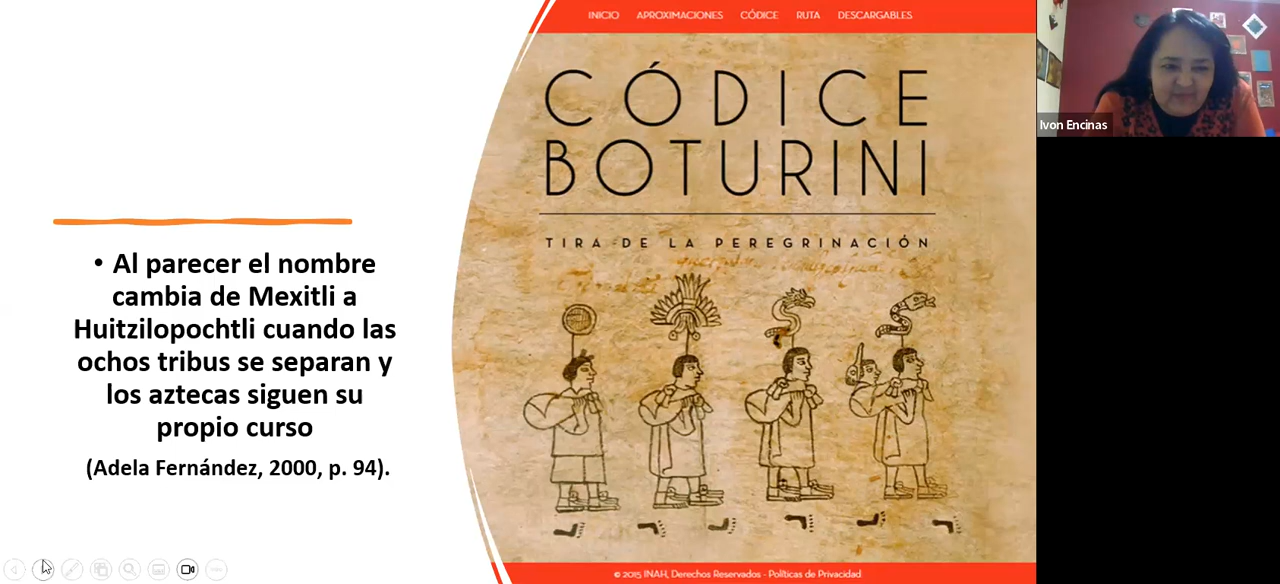 INICIO APROXIMACIONES CÓDICE RUTA DESCARGABLES
CÓDICE
BOTURINI
TIRA DE LA PEREGRINACIÓN
• Al parecer el nombre
cambia de Mexitli a
Huitzilopochtli cuando las
ochos tribus se separan y
los aztecas siguen su
propio curso
(Adela Fernández, 2000, p. 94).
© 2015 INAH, Derechos Reservados - Políticas de Privacidad
Ivon Encinas